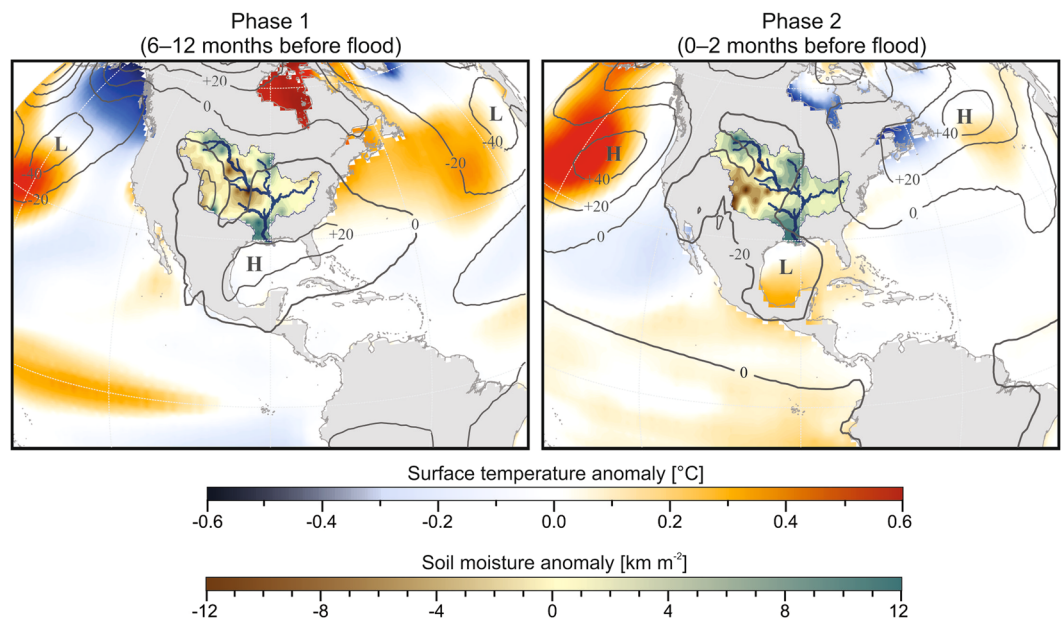 Phase 1
(6–12 months before flood)
Phase 2
(0–2 months before flood)
+20
0
L
-20
L
-40
-20
H
+20
0
H
+40
+20
0
H
+40
+20
0
-20
L
0
Surface temperature anomaly [°C]
-0.6 -0.4 -0.2 0.0 0.2 0.4 0.6
Soil moisture anomaly [km m⁻²]
-12 -8 -4 0 4 8 12